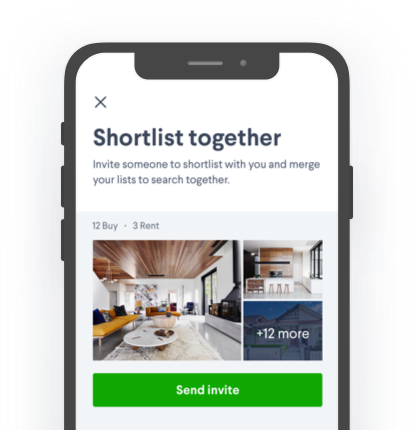 Shortlist together
Invite someone to shortlist with you and merge
your lists to search together.
12 Buy · 3 Rent
+12 more
Send invite